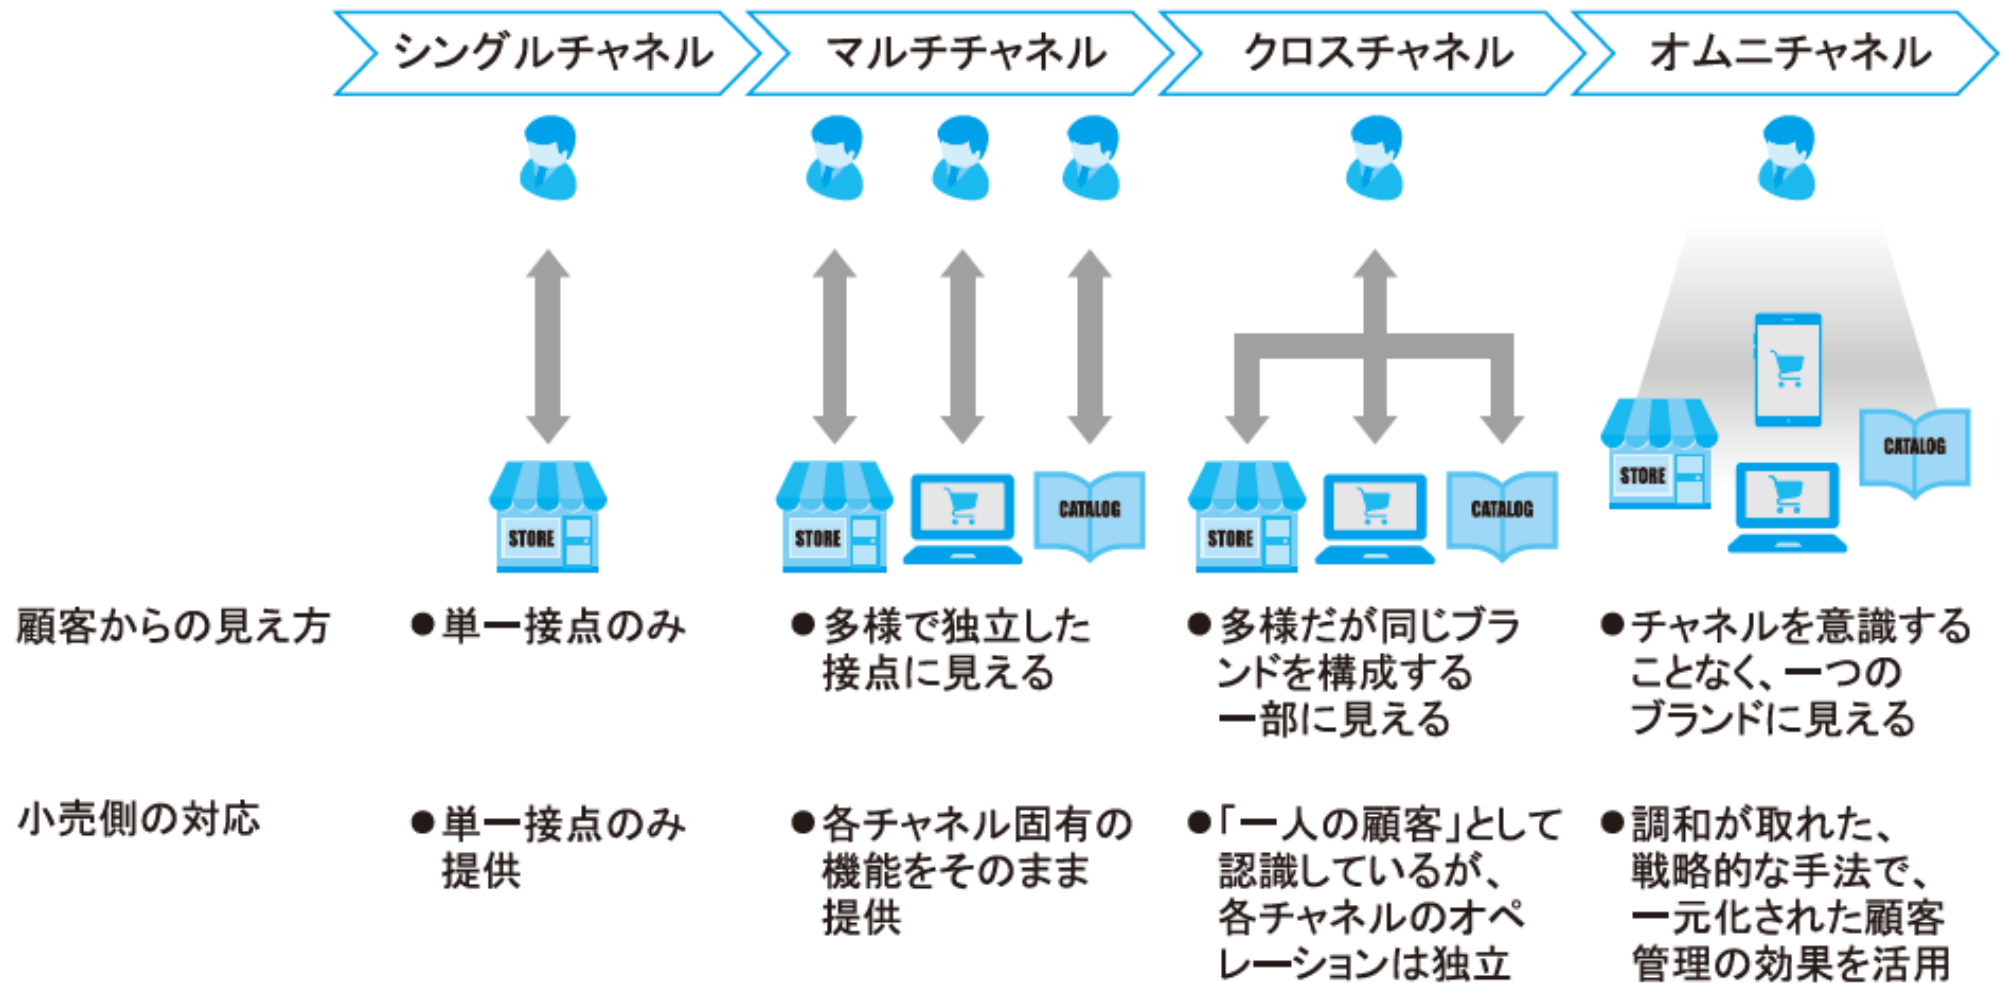 シングルチャネル
マルチチャネル
クロスチャネル
オムニチャネル
STORE
STORE
CATALOG
STORE
CATALOG
STORE
CATALOG
顧客からの見え方
●単一接点のみ
●多様で独立した
接点に見える
●多様だが同じブラ
ンドを構成する
一部に見える
●チャネルを意識する
ことなく、一つの
ブランドに見える
小売側の対応
●単一接点のみ
提供
●各チャネル固有の
機能をそのまま
提供
●「一人の顧客」として
認識しているが、
各チャネルのオペ
レーションは独立
●調和が取れた、
戦略的な手法で、
一元化された顧客
管理の効果を活用